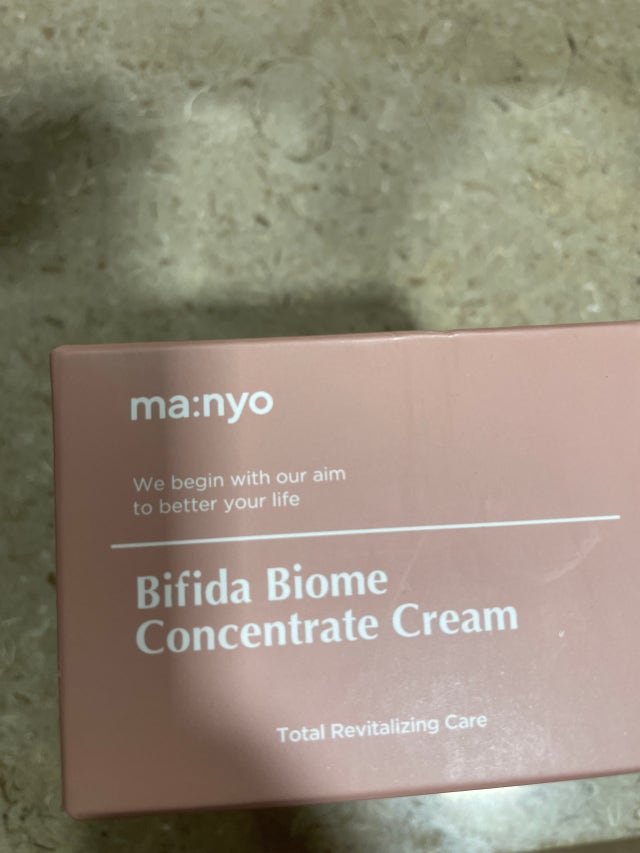 ma:nyo
We begin with our aim
to better your life
Bifida Biome
Concentrate Cream
Total Revitalizing Care